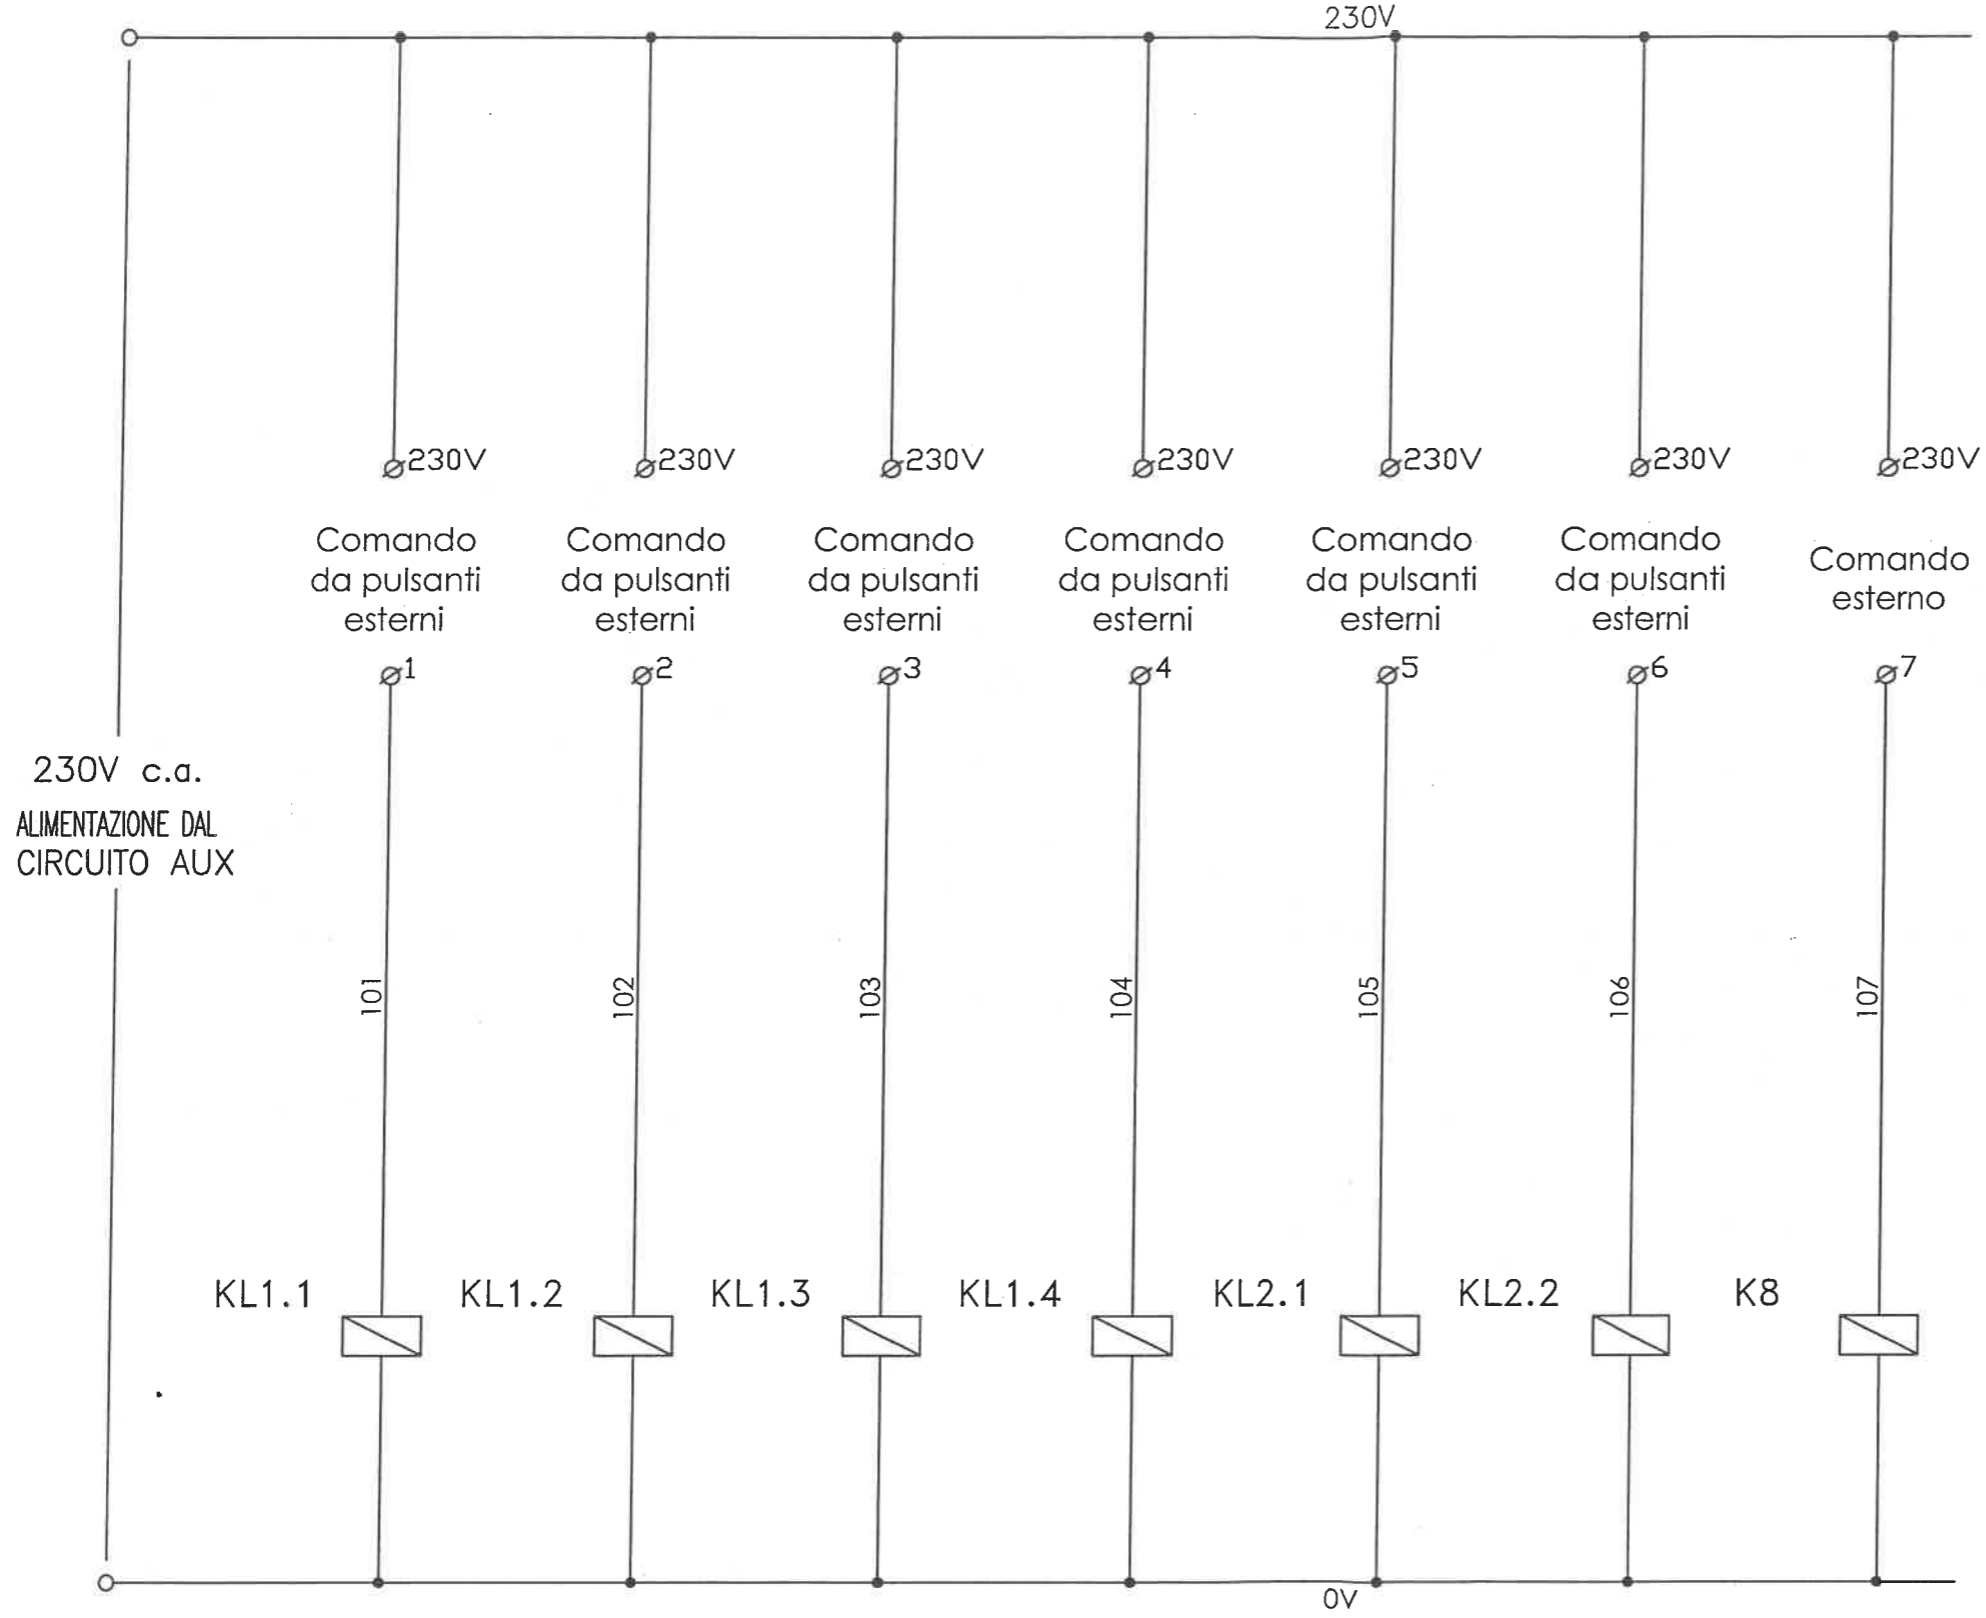 230V
230V
230V
230V
230V
230V
230V
230V
Comando
da pulsanti
esterni
Comando
da pulsanti
esterni
Comando
da pulsanti
esterni
Comando
da pulsanti
esterni
Comando
da pulsanti
esterni
Comando
da pulsanti
esterni
Comando
esterno
1
2
3
4
5
6
7
230V c.a.
ALIMENTAZIONE DAL
CIRCUITO AUX
101
102
103
104
105
106
107
KL1.1
KL1.2
KL1.3
KL1.4
KL2.1
KL2.2
K8
0V